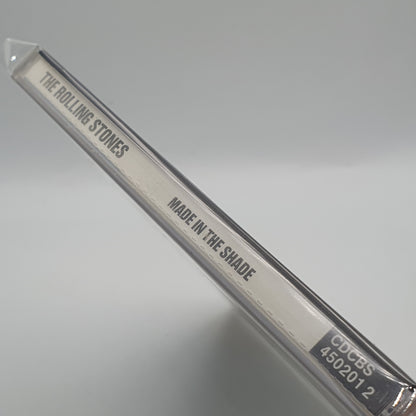 THE ROLLING STONES
MADE IN THE SHADE
CDCBS
450201 2